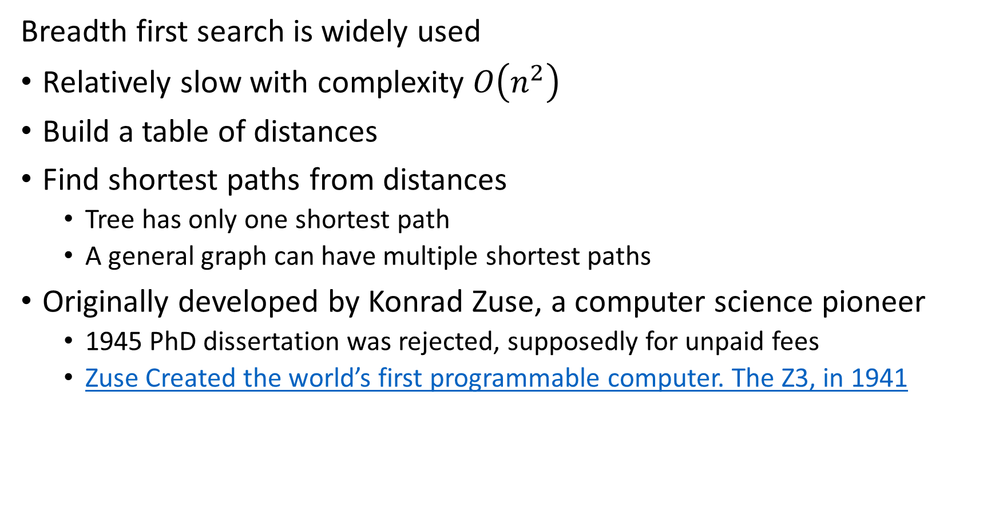 Breadth first search is widely used
• Relatively slow with complexity O(n²)
• Build a table of distances
• Find shortest paths from distances
• Tree has only one shortest path
• A general graph can have multiple shortest paths
• Originally developed by Konrad Zuse, a computer science pioneer
• 1945 PhD dissertation was rejected, supposedly for unpaid fees
• Zuse Created the world’s first programmable computer. The Z3, in 1941